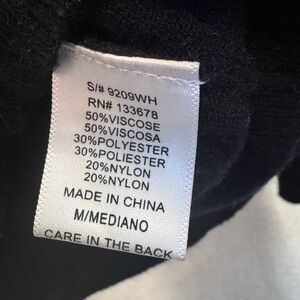 S/# 9209WH
RN# 133678
50%VISCOSE
50%VISCOSA
30%POLYESTER
30%POLIESTER
20%NYLON
20%NYLON
MADE IN CHINA
M/MEDIANO
CARE IN THE BACK